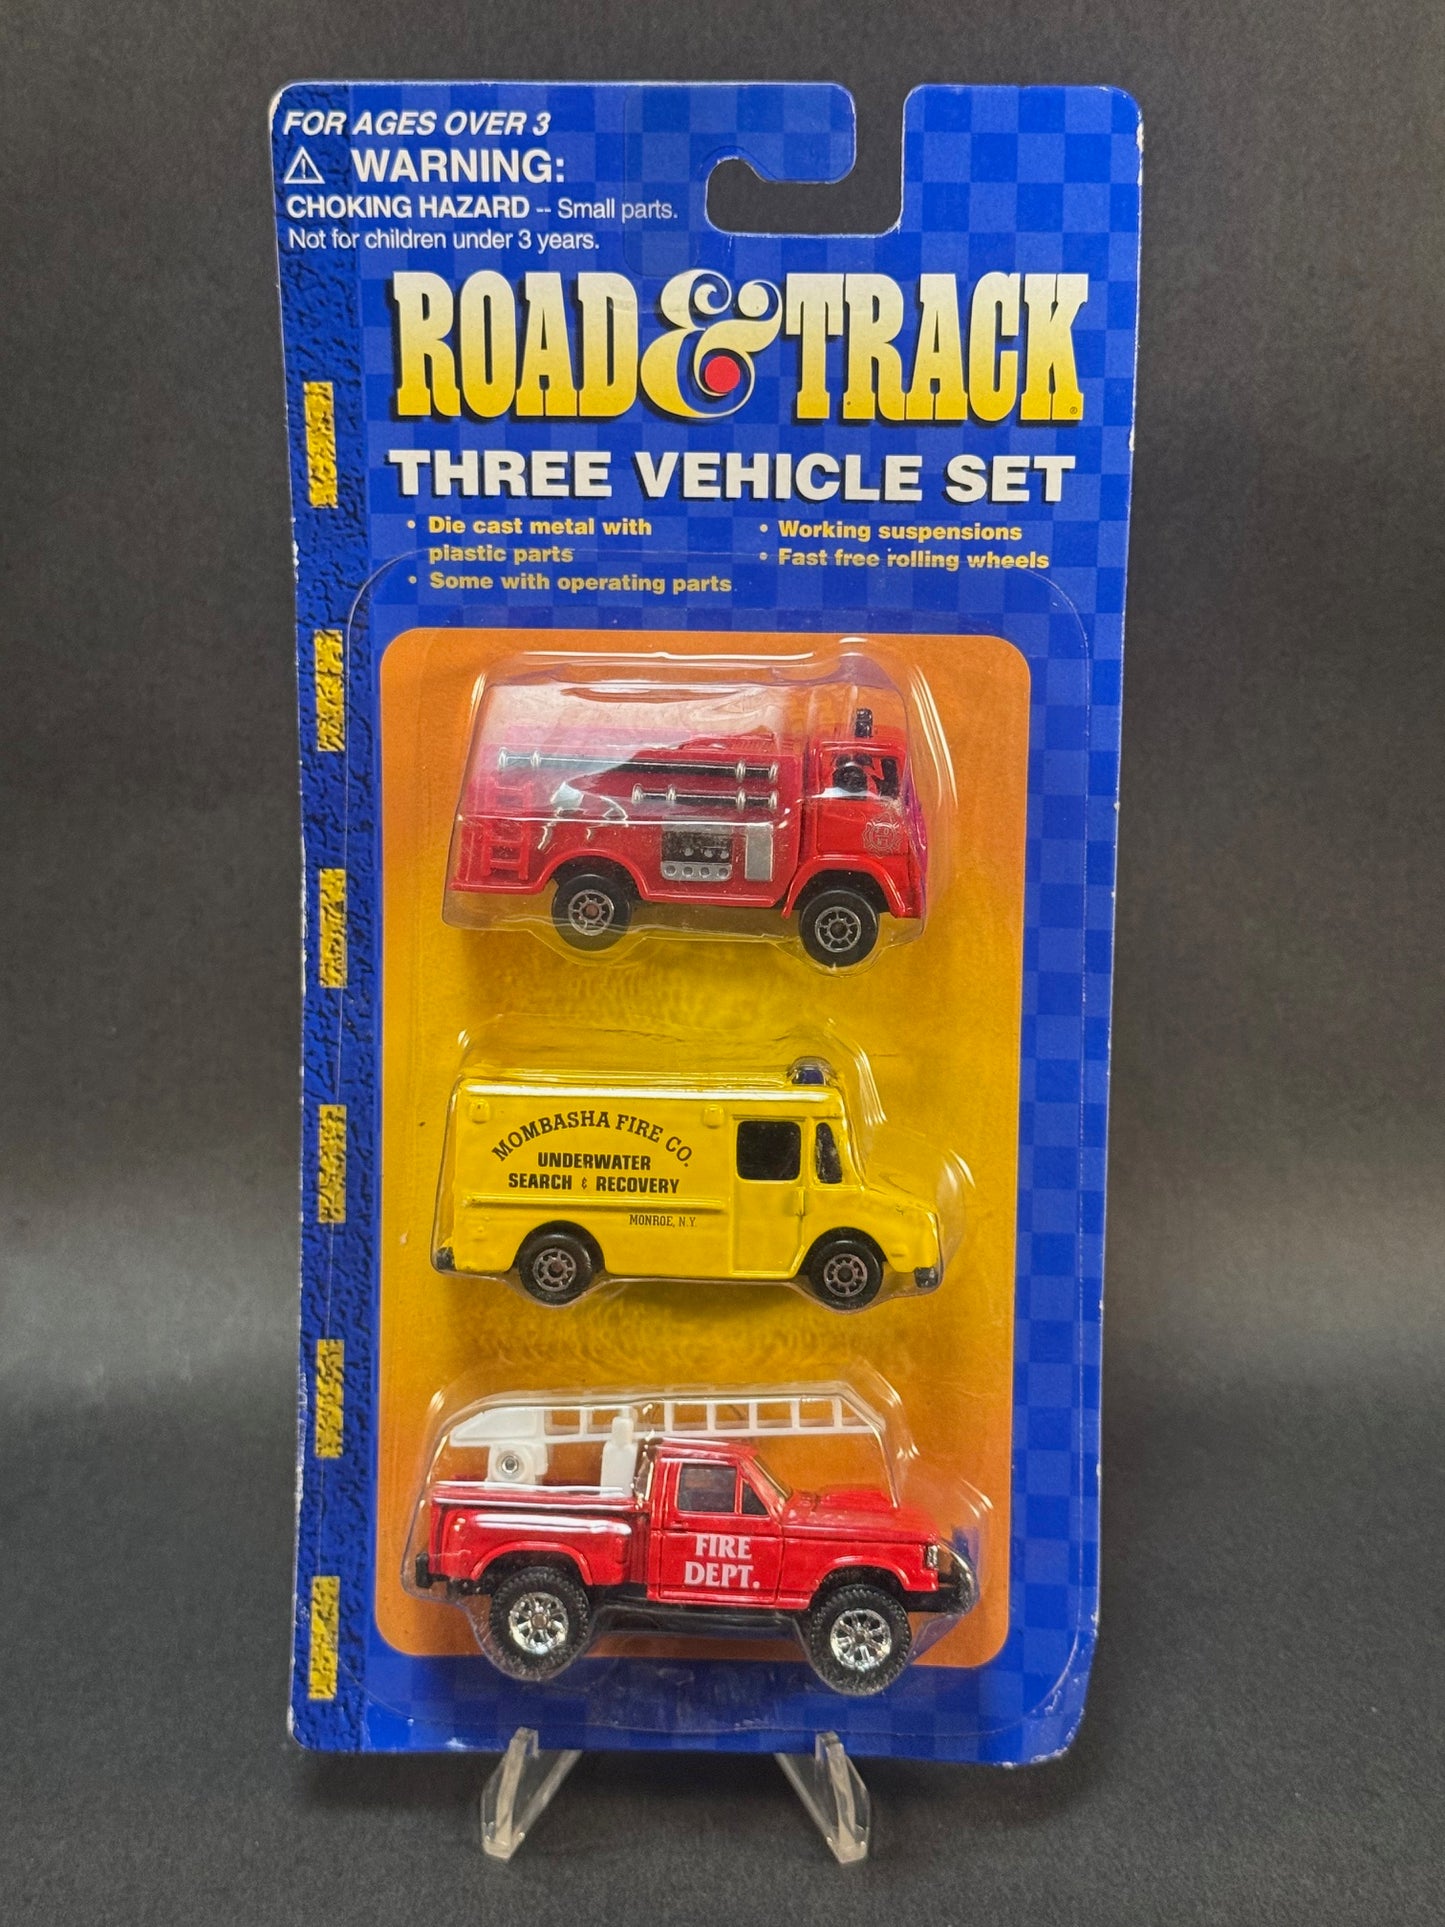 FOR AGES OVER 3
⚠ WARNING:
CHOKING HAZARD -- Small parts.
Not for children under 3 years.
ROAD & TRACK®
THREE VEHICLE SET
• Die cast metal with
plastic parts
• Some with operating parts
• Working suspensions
• Fast free rolling wheels
MOMBASHA FIRE CO.
UNDERWATER
SEARCH & RECOVERY
MONROE, N.Y.
FIRE
DEPT.